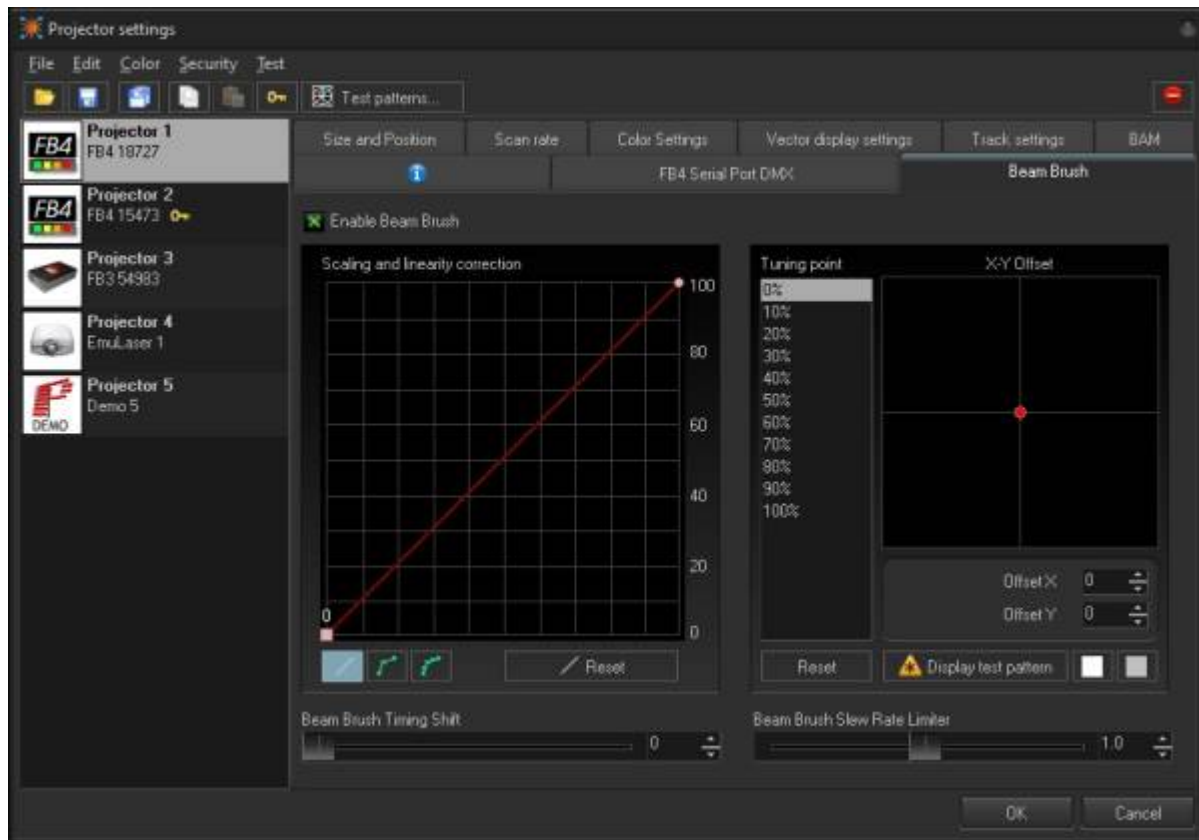 Projector settings
File Edit Color Security Test
Test patterns...
FB4 Projector 1
FB4 18727
FB4 Projector 2
FB4 15473
Projector 3
FB3 54983
Projector 4
EmuLaser 1
Projector 5
Demo 5
DEMO
Size and Position Scan rate Color Settings Vector display settings Track settings BAM
FB4 Serial Port DMX Beam Brush
Enable Beam Brush
Scaling and linearity correction
100
80
60
40
20
0
0
Reset
Tuning point X-Y Offset
0%
10%
20%
30%
40%
50%
60%
70%
80%
90%
100%
Offset X 0
Offset Y 0
Reset Display test pattern
Beam Brush Timing Shift
0
Beam Brush Slew Rate Limiter
1.0
OK Cancel